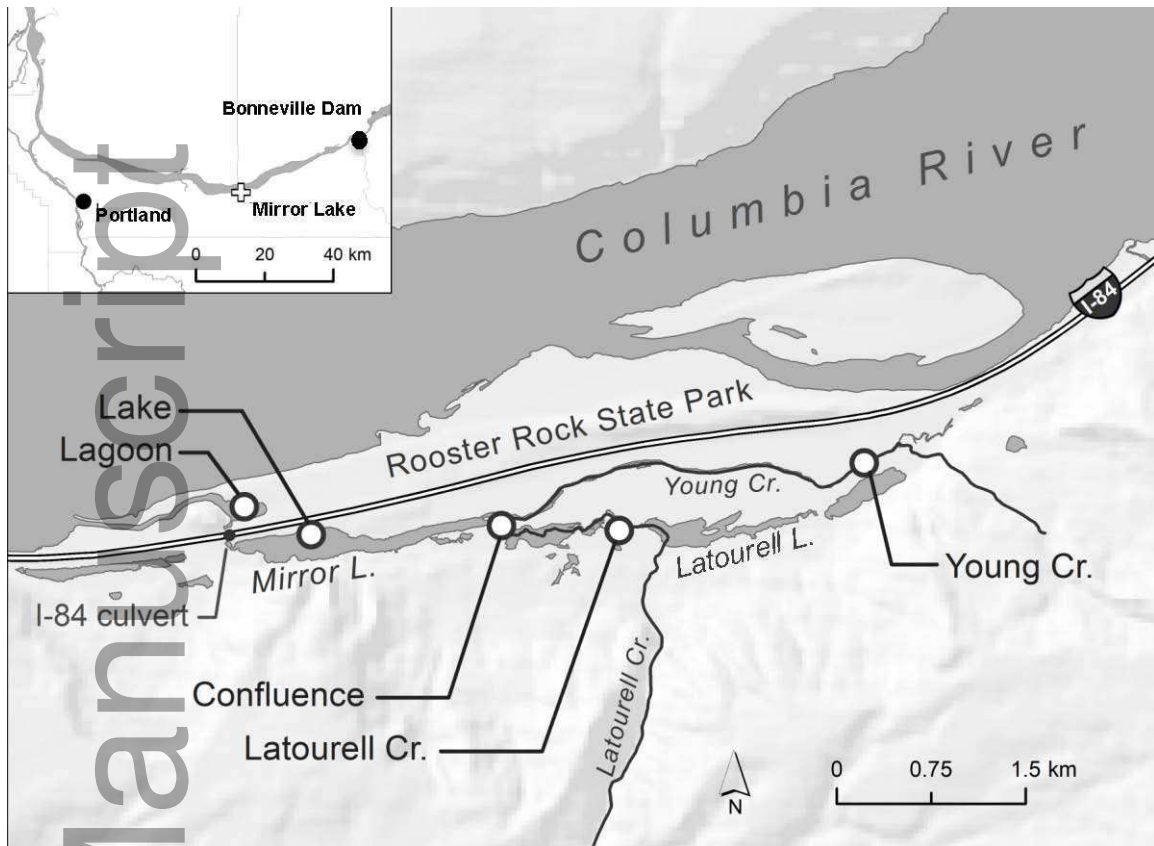 Bonneville Dam
Portland
Mirror Lake
0 20 40 km
Columbia River
I-84
Lake
Lagoon
Rooster Rock State Park
Young Cr.
Mirror L.
Latourell L.
Young Cr.
I-84 culvert
Confluence
Latourell Cr.
Latourell Cr.
N
0 0.75 1.5 km
Manuscript